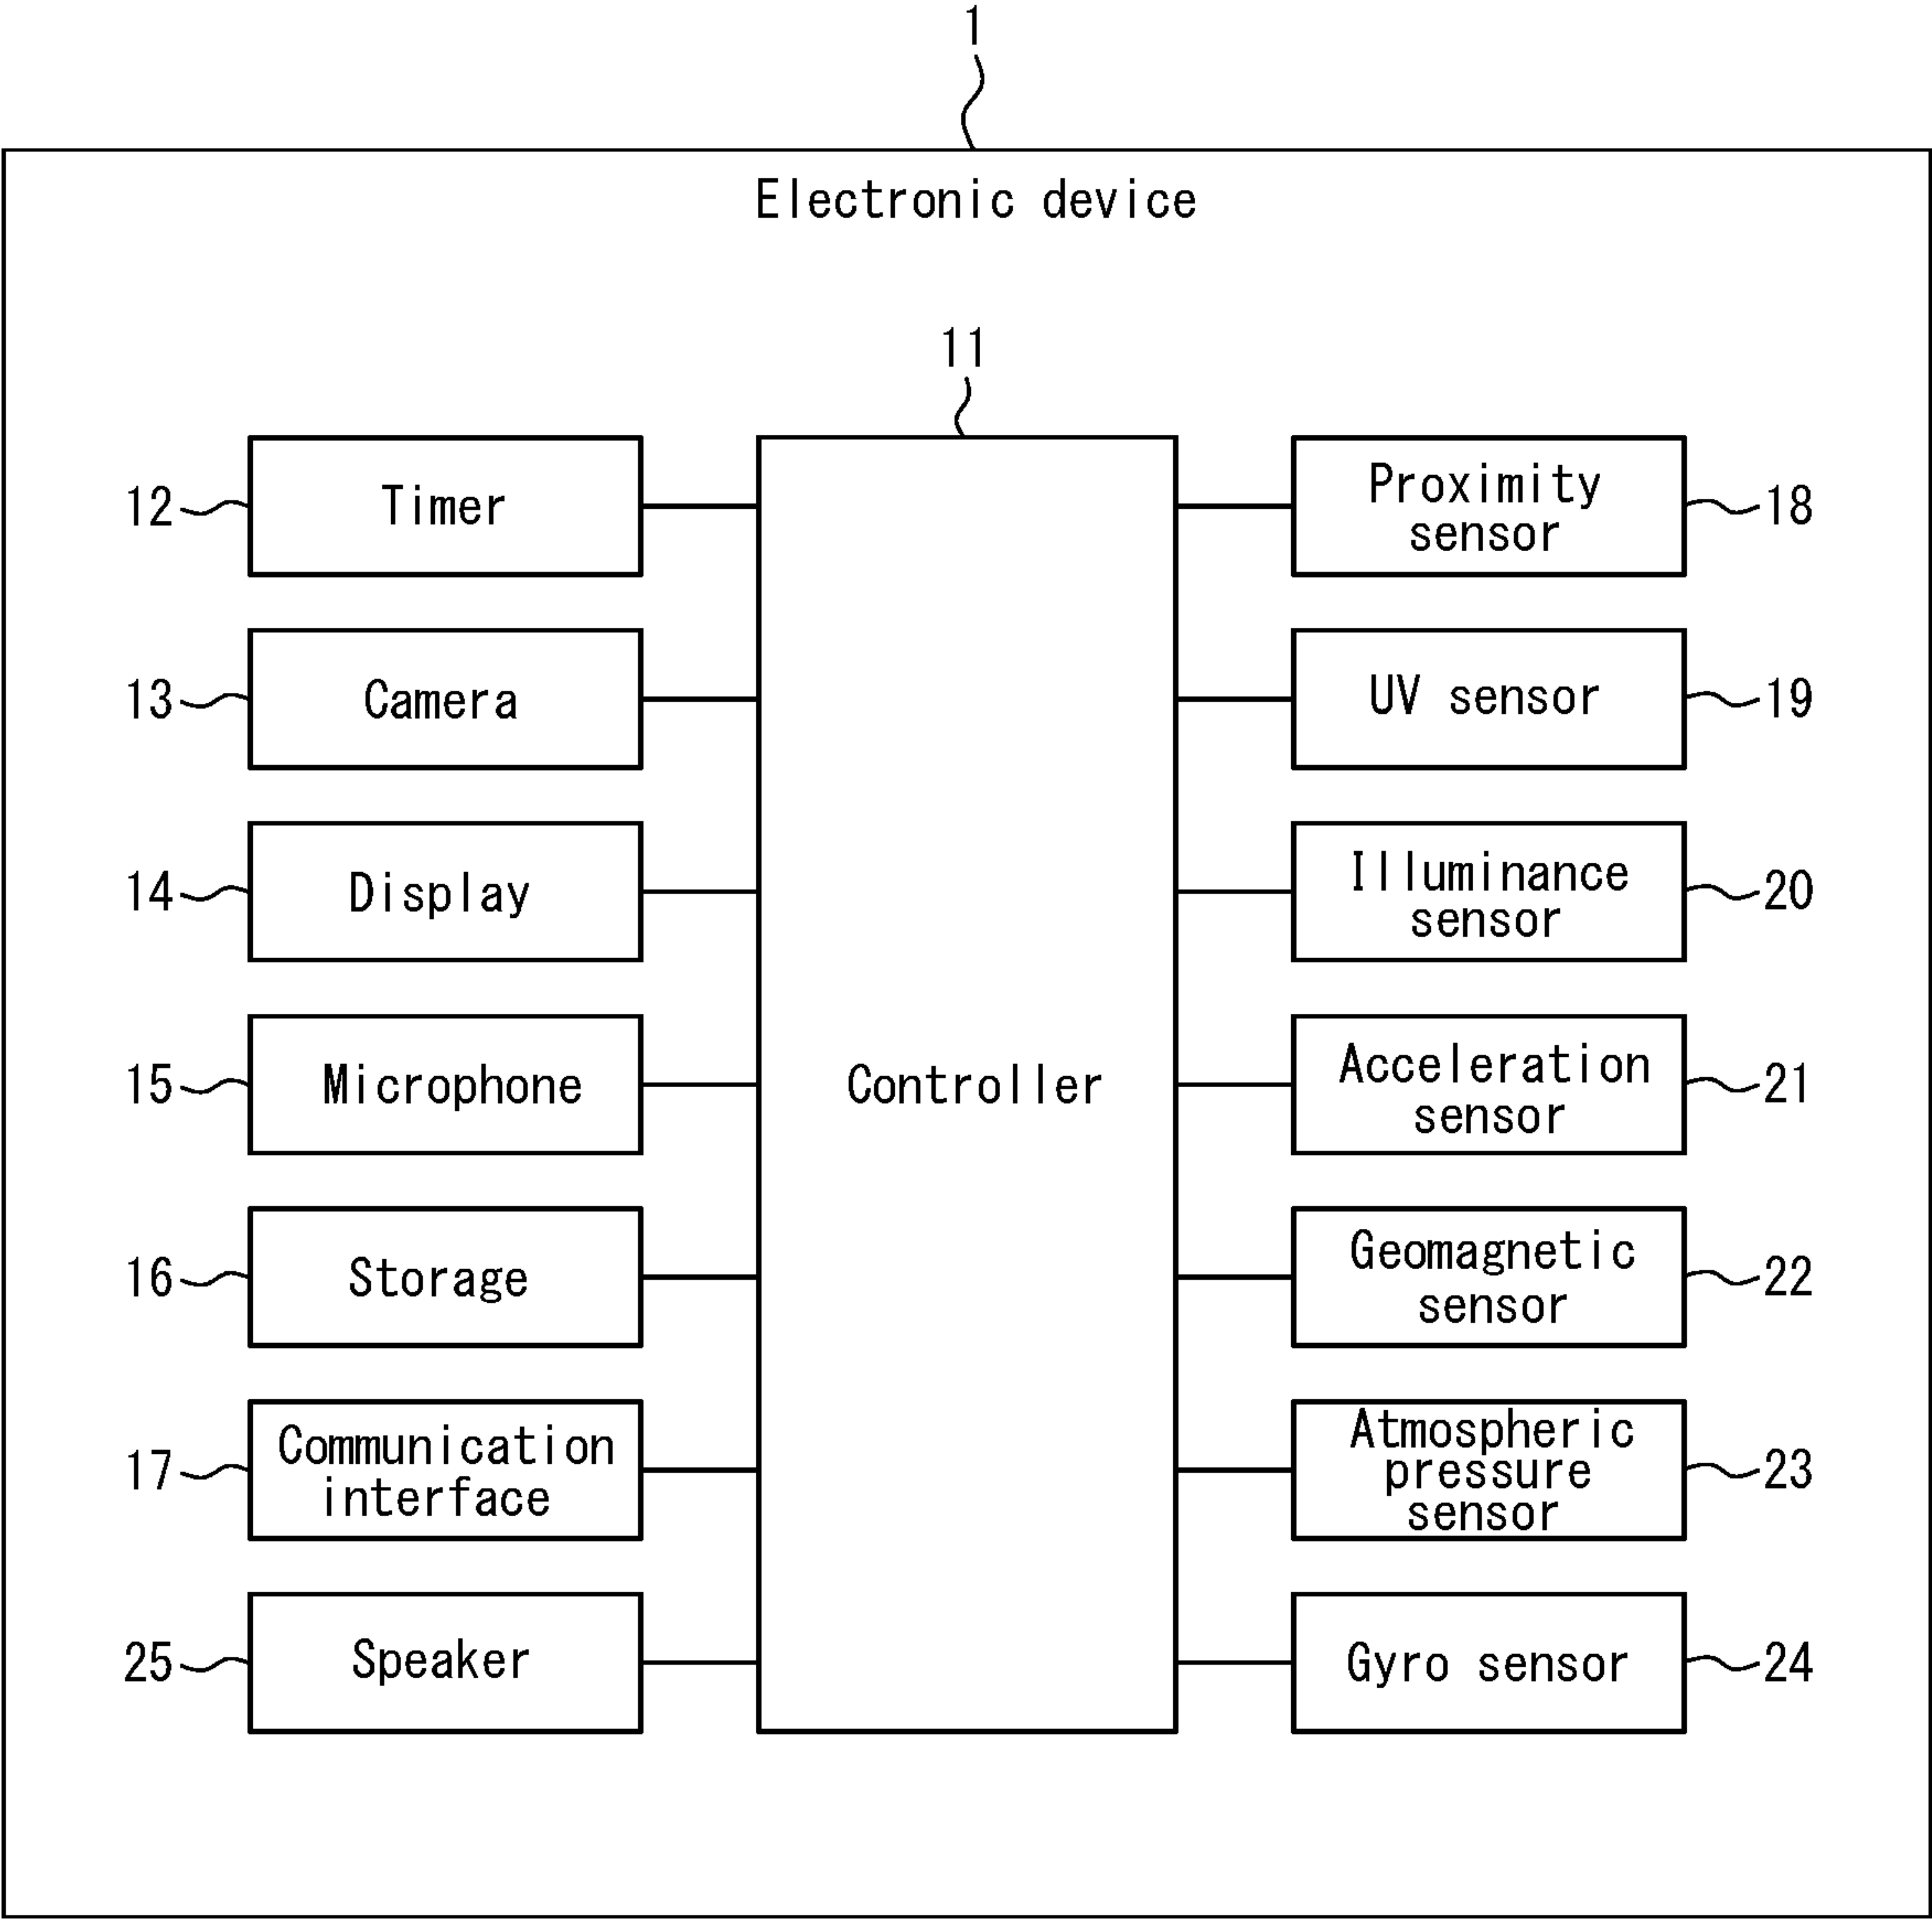 1
Electronic device
11
12
Timer
13
Camera
14
Display
15
Microphone
16
Storage
17
Communication
interface
25
Speaker
Controller
Proximity
sensor
18
UV sensor
19
Illuminance
sensor
20
Acceleration
sensor
21
Geomagnetic
sensor
22
Atmospheric
pressure
sensor
23
Gyro sensor
24